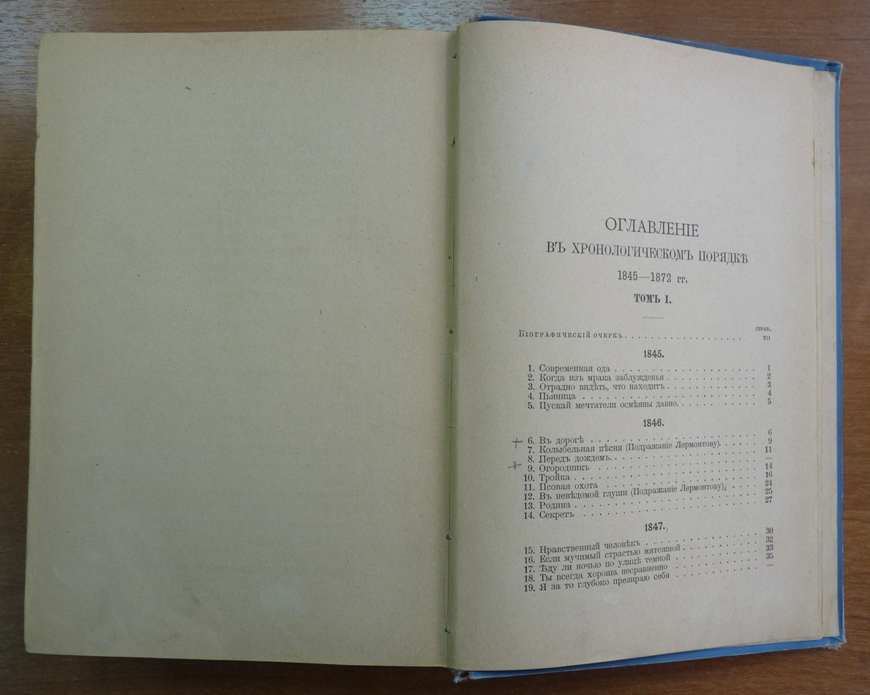 ОГЛАВЛЕНІЕ
ВЪ ХРОНОЛОГИЧЕСКОМЪ ПОРЯДКѢ
1845—1872 гг.
ТОМЪ I.
СТРАН.
Біографическій очеркъ. . . . . . . . . . . . . . . . . . . . VII
1845.
1. Современная ода . . . . . . . . . . . . . . . . . . 1
2. Когда изъ мрака заблужденья . . . . . . . . . . . . 2
3. Отрадно видѣть, что находитъ . . . . . . . . . . . . 3
4. Пьяница . . . . . . . . . . . . . . . . . . . . . 4
5. Пускай мечтатели осмѣяны давно. . . . . . . . . . . 5
1846.
6. Въ дорогѣ . . . . . . . . . . . . . . . . . . . . 6
7. Колыбельная пѣсня (Подражаніе Лермонтову). . . . . . 9
8. Передъ дождемъ. . . . . . . . . . . . . . . . . . 11
9. Огородникъ . . . . . . . . . . . . . . . . . . . —
10. Тройка . . . . . . . . . . . . . . . . . . . . . 14
11. Псовая охота . . . . . . . . . . . . . . . . . . 16
12. Въ невѣдомой глуши (Подражаніе Лермонтову). . . . . 24
13. Родина . . . . . . . . . . . . . . . . . . . . . 25
14. Секретъ . . . . . . . . . . . . . . . . . . . . 27
1847.
15. Нравственный человѣкъ . . . . . . . . . . . . . . 30
16. Если мучимый страстью мятежной . . . . . . . . . . 32
17. Ѣду ли ночью по улицѣ темной . . . . . . . . . . . 33
18. Ты всегда хороша несравненно . . . . . . . . . . . 35
19. Я за то глубоко презираю себя . . . . . . . . . . . —